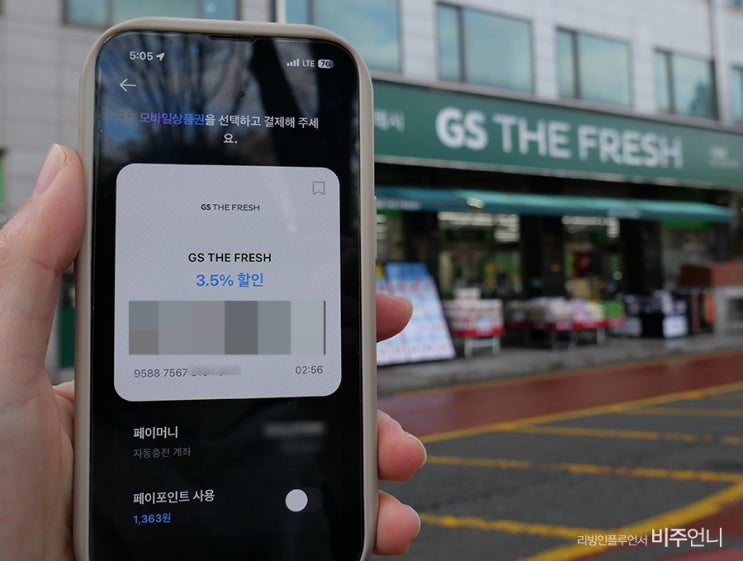 5:05
LTE 70
모바일상품권을 선택하고 결제해 주세
요.
GS THE FRESH
GS THE FRESH
3.5% 할인
9588 7567
02:56
페이머니
자동충전 계좌
페이포인트 사용
1,363원
GS THE FRESH
리빙인플루언서 비주언니